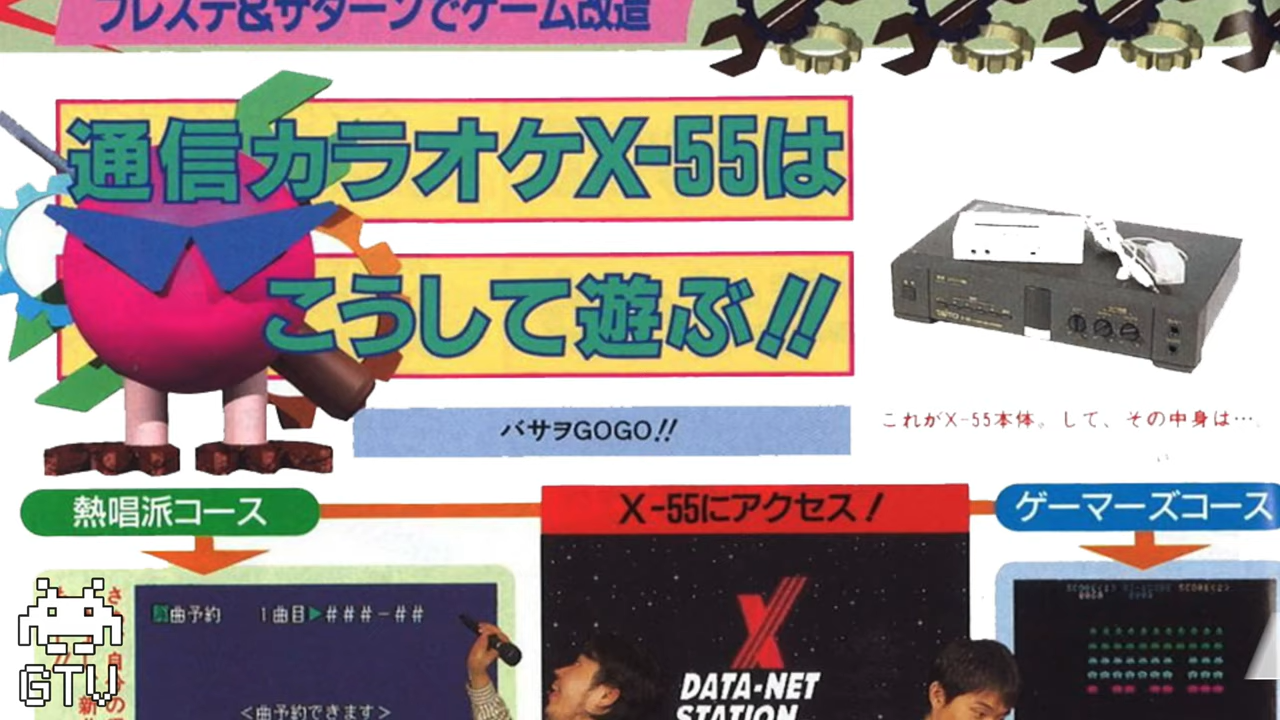 プレステ&サターンでゲーム改造
通信カラオケX-55は
こうして遊ぶ!!
バサヲGOGO!!
これがX-55本体。して、その中身は…
熱唱派コース
X-55にアクセス!
ゲーマーズコース
曲予約 1曲目▶###-##
<曲予約できます>
X
DATA-NET
STATION
GTV